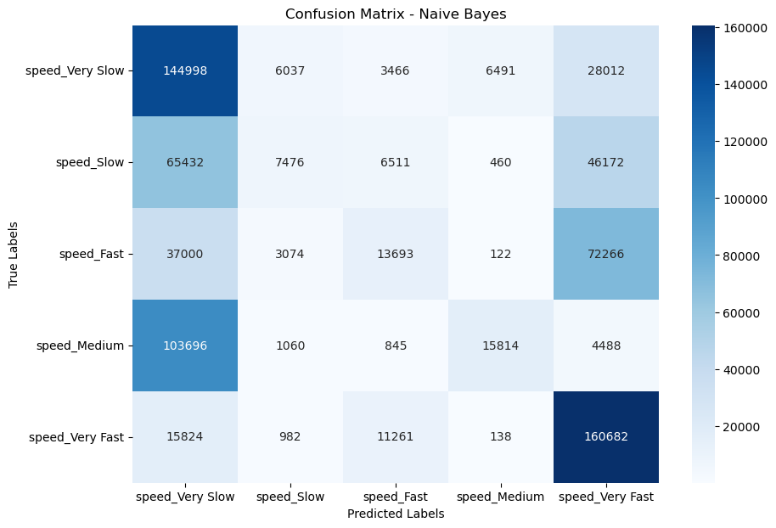 Confusion Matrix - Naive Bayes
True Labels
speed_Very Slow 144998 6037 3466 6491 28012
speed_Slow 65432 7476 6511 460 46172
speed_Fast 37000 3074 13693 122 72266
speed_Medium 103696 1060 845 15814 4488
speed_Very Fast 15824 982 11261 138 160682
speed_Very Slow speed_Slow speed_Fast speed_Medium speed_Very Fast
Predicted Labels
160000
140000
120000
100000
80000
60000
40000
20000